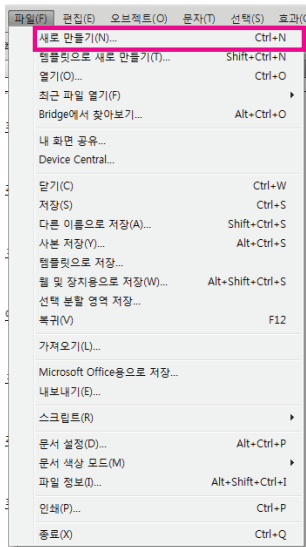 파일(F) 편집(E) 오브젝트(O) 문자(T) 선택(S) 효과(
새로 만들기(N)... Ctrl+N
템플릿으로 새로 만들기(T)... Shift+Ctrl+N
열기(O)... Ctrl+O
최근 파일 열기(F)
Bridge에서 찾아보기... Alt+Ctrl+O
내 화면 공유...
Device Central...
닫기(C) Ctrl+W
저장(S) Ctrl+S
다른 이름으로 저장(A)... Shift+Ctrl+S
사본 저장(Y)... Alt+Ctrl+S
템플릿으로 저장...
웹 및 장치용으로 저장(W)... Alt+Shift+Ctrl+S
선택 분할 영역 저장...
복귀(V) F12
가져오기(L)...
Microsoft Office용으로 저장...
내보내기(E)...
스크립트(R)
문서 설정(D)... Alt+Ctrl+P
문서 색상 모드(M)
파일 정보(I)... Alt+Shift+Ctrl+I
인쇄(P)... Ctrl+P
종료(X) Ctrl+Q